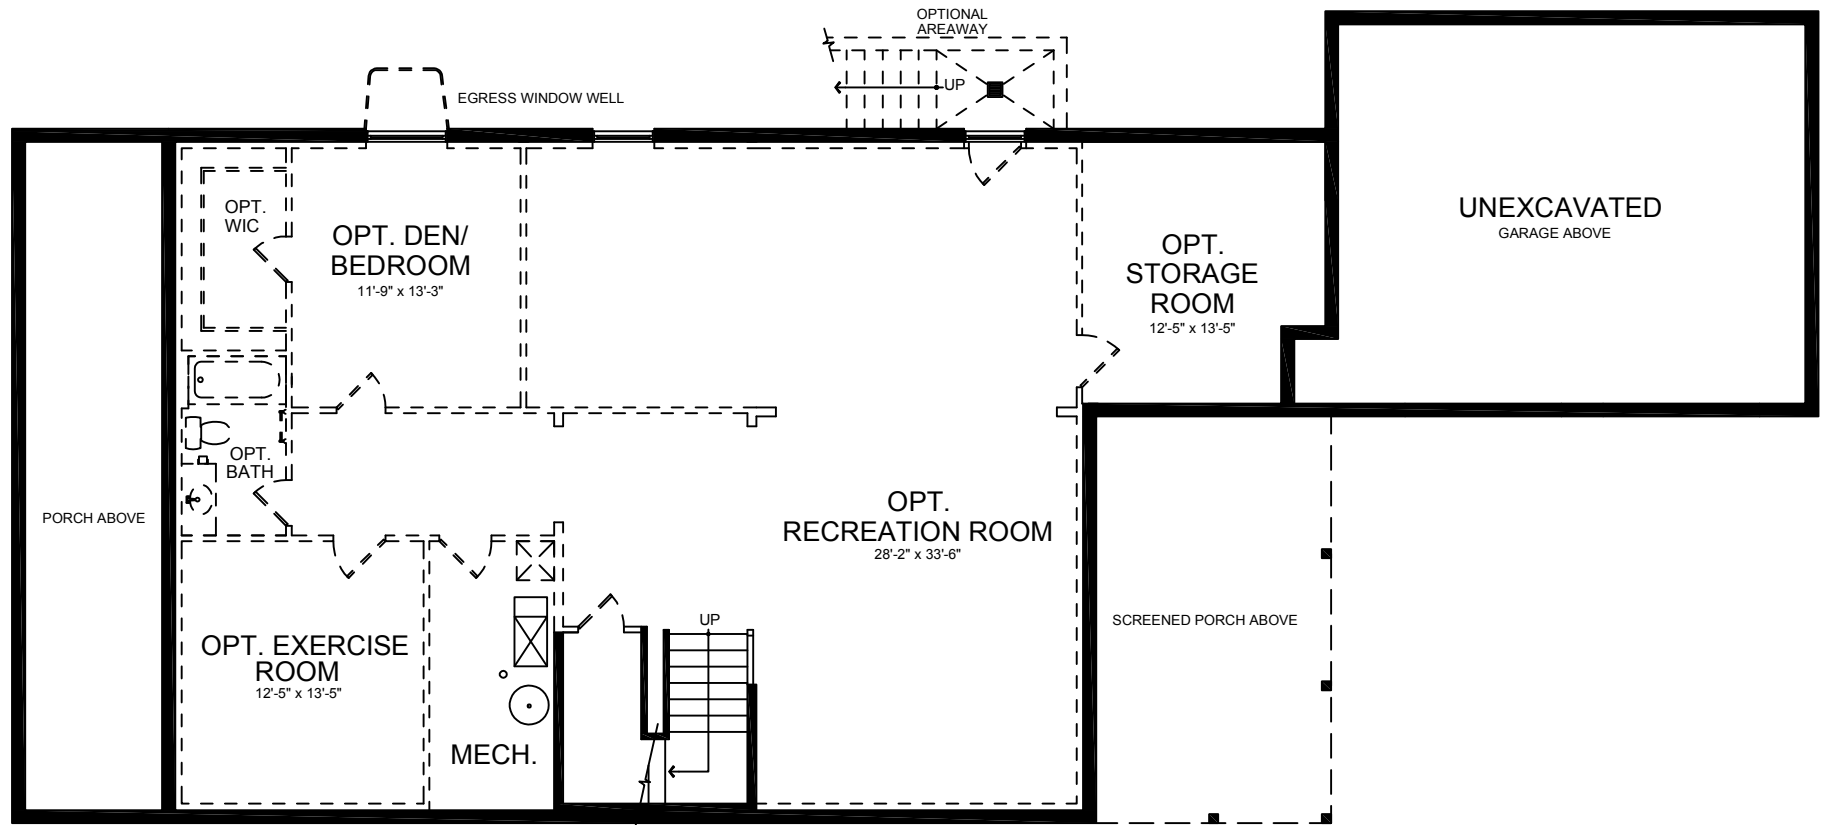 OPTIONAL
AREAWAY
UP
EGRESS WINDOW WELL
OPT.
WIC
OPT. DEN/
BEDROOM
11'-9" x 13'-3"
UNEXCAVATED
GARAGE ABOVE
OPT.
STORAGE
ROOM
12'-5" x 13'-5"
OPT.
BATH
PORCH ABOVE
OPT.
RECREATION ROOM
28'-2" x 33'-6"
OPT. EXERCISE
ROOM
12'-5" x 13'-5"
UP
SCREENED PORCH ABOVE
MECH.